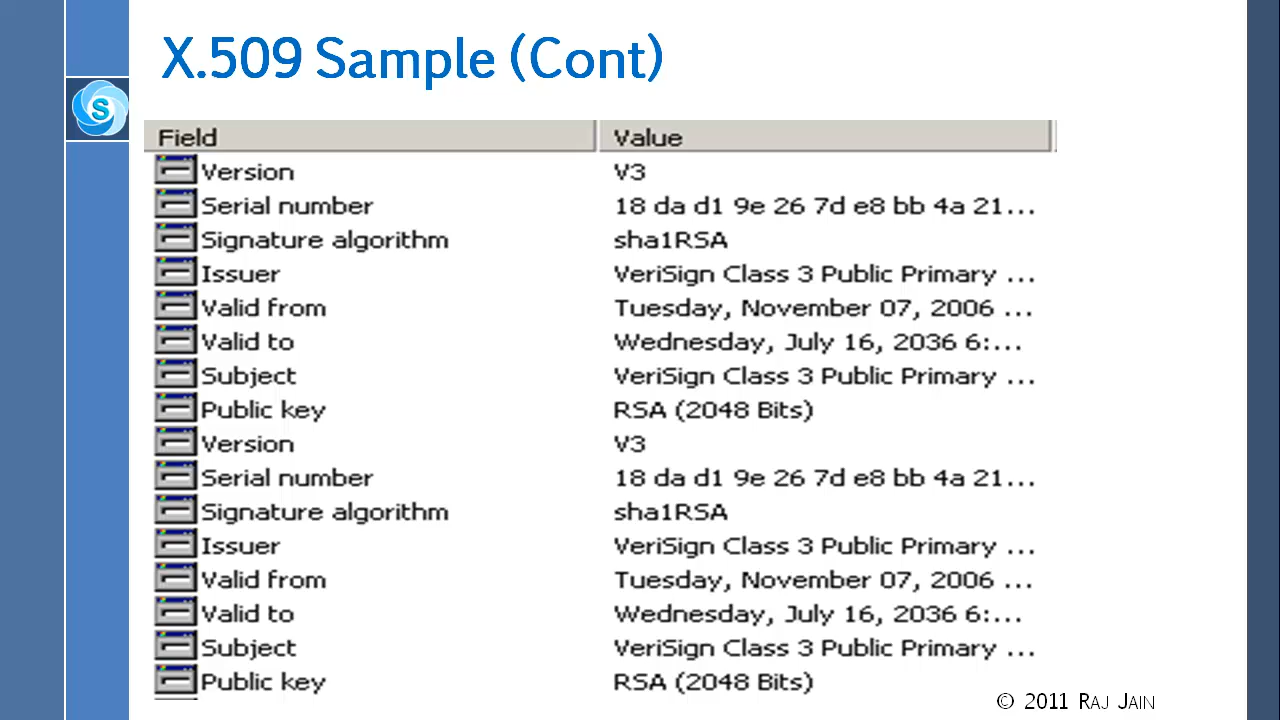 X.509 Sample (Cont)
S
Field Value
Version V3
Serial number 18 da d1 9e 26 7d e8 bb 4a 21...
Signature algorithm sha1RSA
Issuer VeriSign Class 3 Public Primary ...
Valid from Tuesday, November 07, 2006 ...
Valid to Wednesday, July 16, 2036 6:...
Subject VeriSign Class 3 Public Primary ...
Public key RSA (2048 Bits)
Version V3
Serial number 18 da d1 9e 26 7d e8 bb 4a 21...
Signature algorithm sha1RSA
Issuer VeriSign Class 3 Public Primary ...
Valid from Tuesday, November 07, 2006 ...
Valid to Wednesday, July 16, 2036 6:...
Subject VeriSign Class 3 Public Primary ...
Public key RSA (2048 Bits)
© 2011 RAJ JAIN